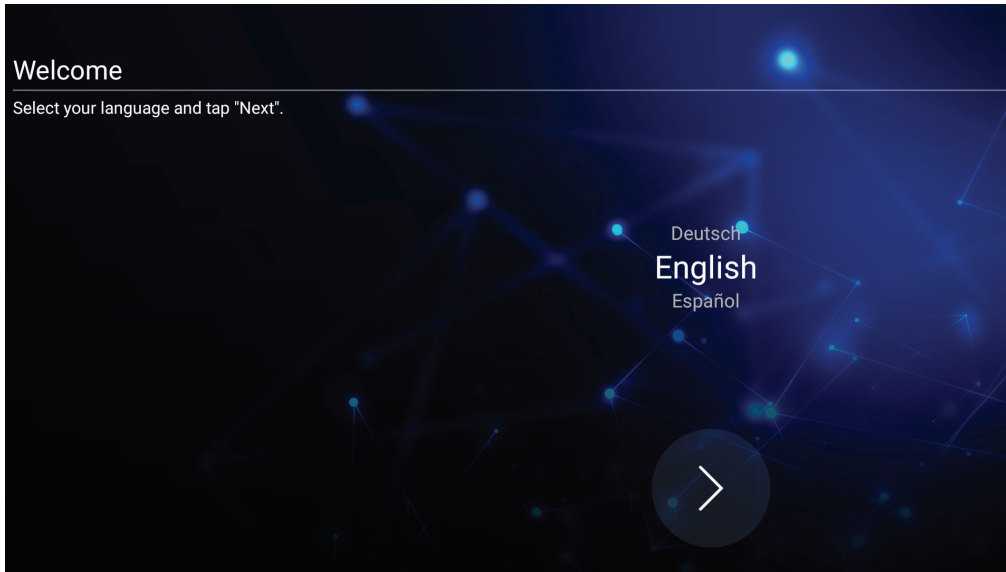 Welcome
Select your language and tap "Next".
Deutsch
English
Español